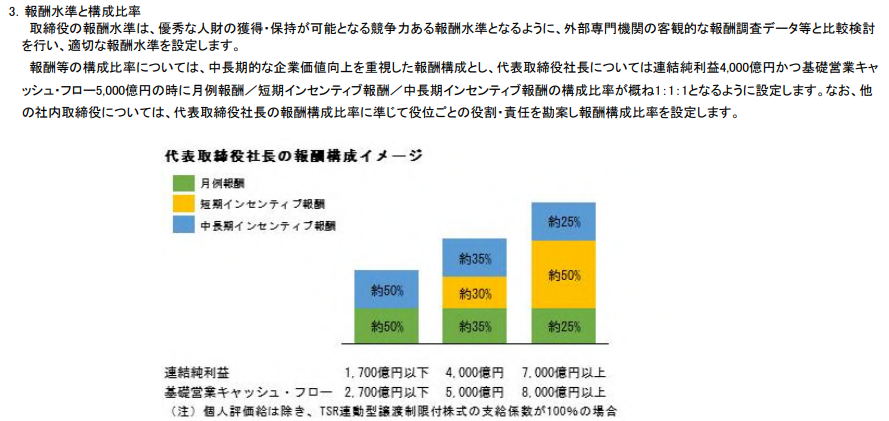 3. 報酬水準と構成比率
取締役の報酬水準は、優秀な人財の獲得・保持が可能となる競争力ある報酬水準となるように、外部専門機関の客観的な報酬調査データ等と比較検討
を行い、適切な報酬水準を設定します。
報酬等の構成比率については、中長期的な企業価値向上を重視した報酬構成とし、代表取締役社長については連結純利益4,000億円かつ基礎営業キャ
ッシュ・フロー5,000億円の時に月例報酬／短期インセンティブ報酬／中長期インセンティブ報酬の構成比率が概ね1:1:1となるように設定します。なお、他
の社内取締役については、代表取締役社長の報酬構成比率に準じて役位ごとの役割・責任を勘案し報酬構成比率を設定します。
代表取締役社長の報酬構成イメージ
月例報酬
短期インセンティブ報酬
中長期インセンティブ報酬
約50% 約35% 約25%
約30% 約50%
約50% 約35% 約25%
連結純利益 1,700億円以下 4,000億円 7,000億円以上
基礎営業キャッシュ・フロー 2,700億円以下 5,000億円 8,000億円以上
（注）個人評価給は除き、TSR連動型譲渡制限付株式の支給係数が100%の場合